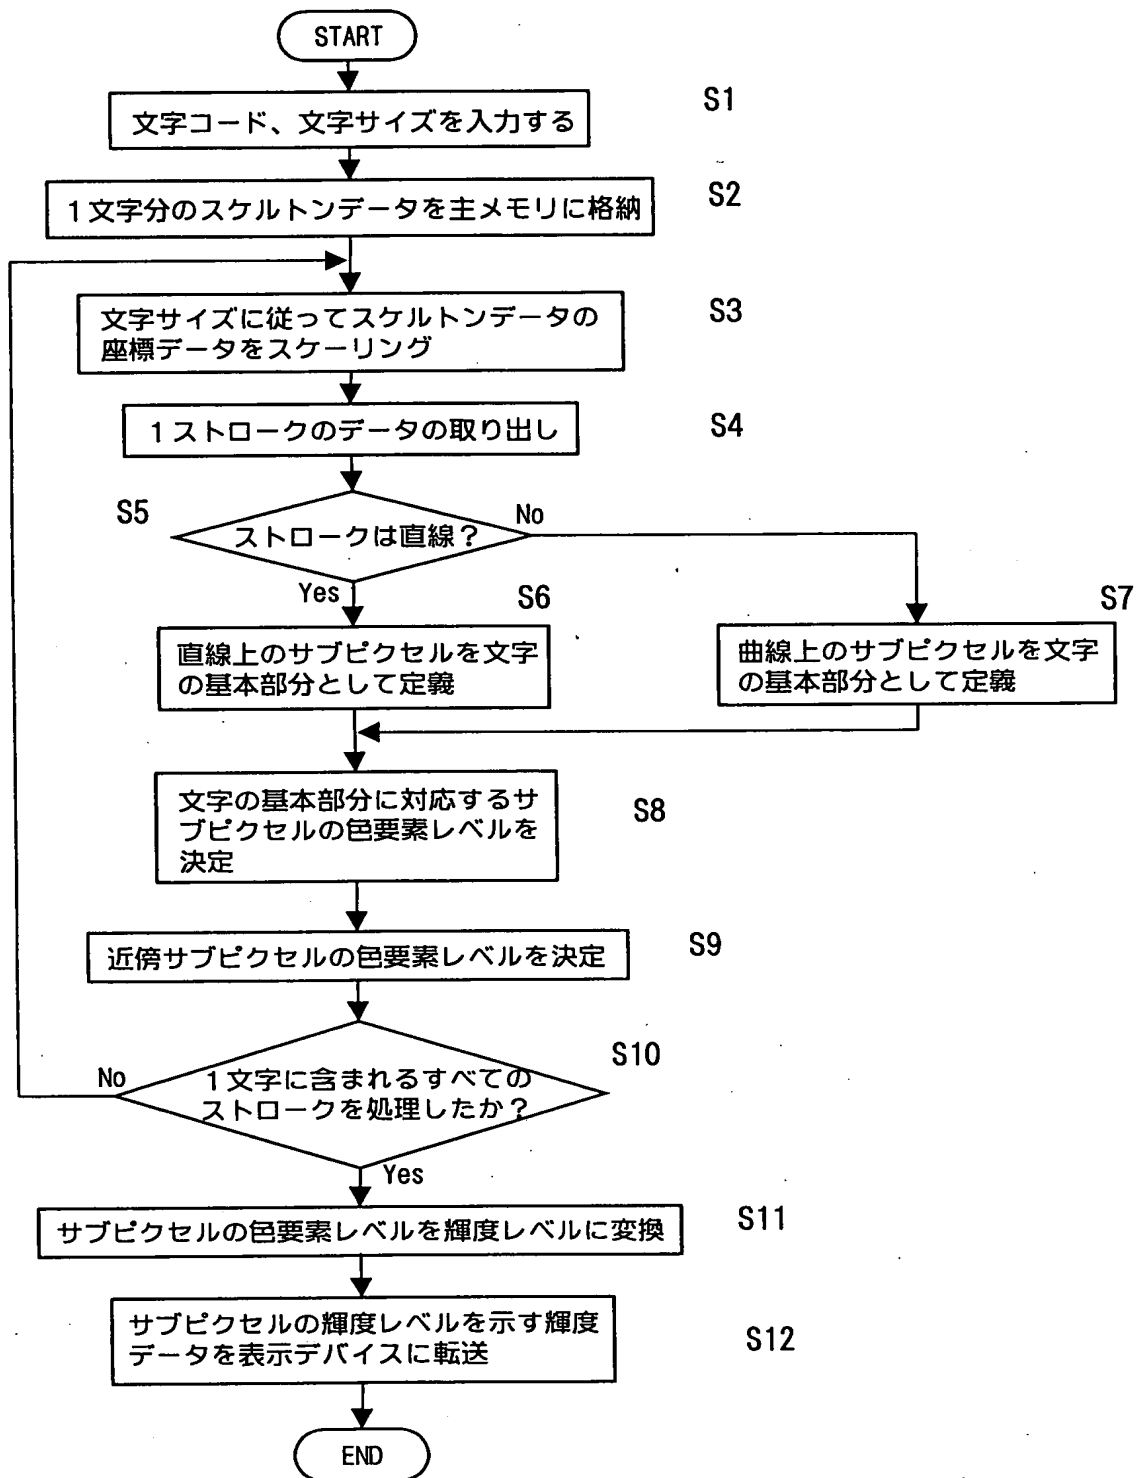 START
S1
文字コード、文字サイズを入力する
S2
1文字分のスケルトンデータを主メモリに格納
S3
文字サイズに従ってスケルトンデータの
座標データをスケーリング
S4
1ストロークのデータの取り出し
S5
ストロークは直線?
No
Yes
S6
直線上のサブピクセルを文字
の基本部分として定義
S7
曲線上のサブピクセルを文字
の基本部分として定義
S8
文字の基本部分に対応するサ
ブピクセルの色要素レベルを
決定
S9
近傍サブピクセルの色要素レベルを決定
S10
No
1文字に含まれるすべての
ストロークを処理したか?
Yes
S11
サブピクセルの色要素レベルを輝度レベルに変換
S12
サブピクセルの輝度レベルを示す輝度
データを表示デバイスに転送
END